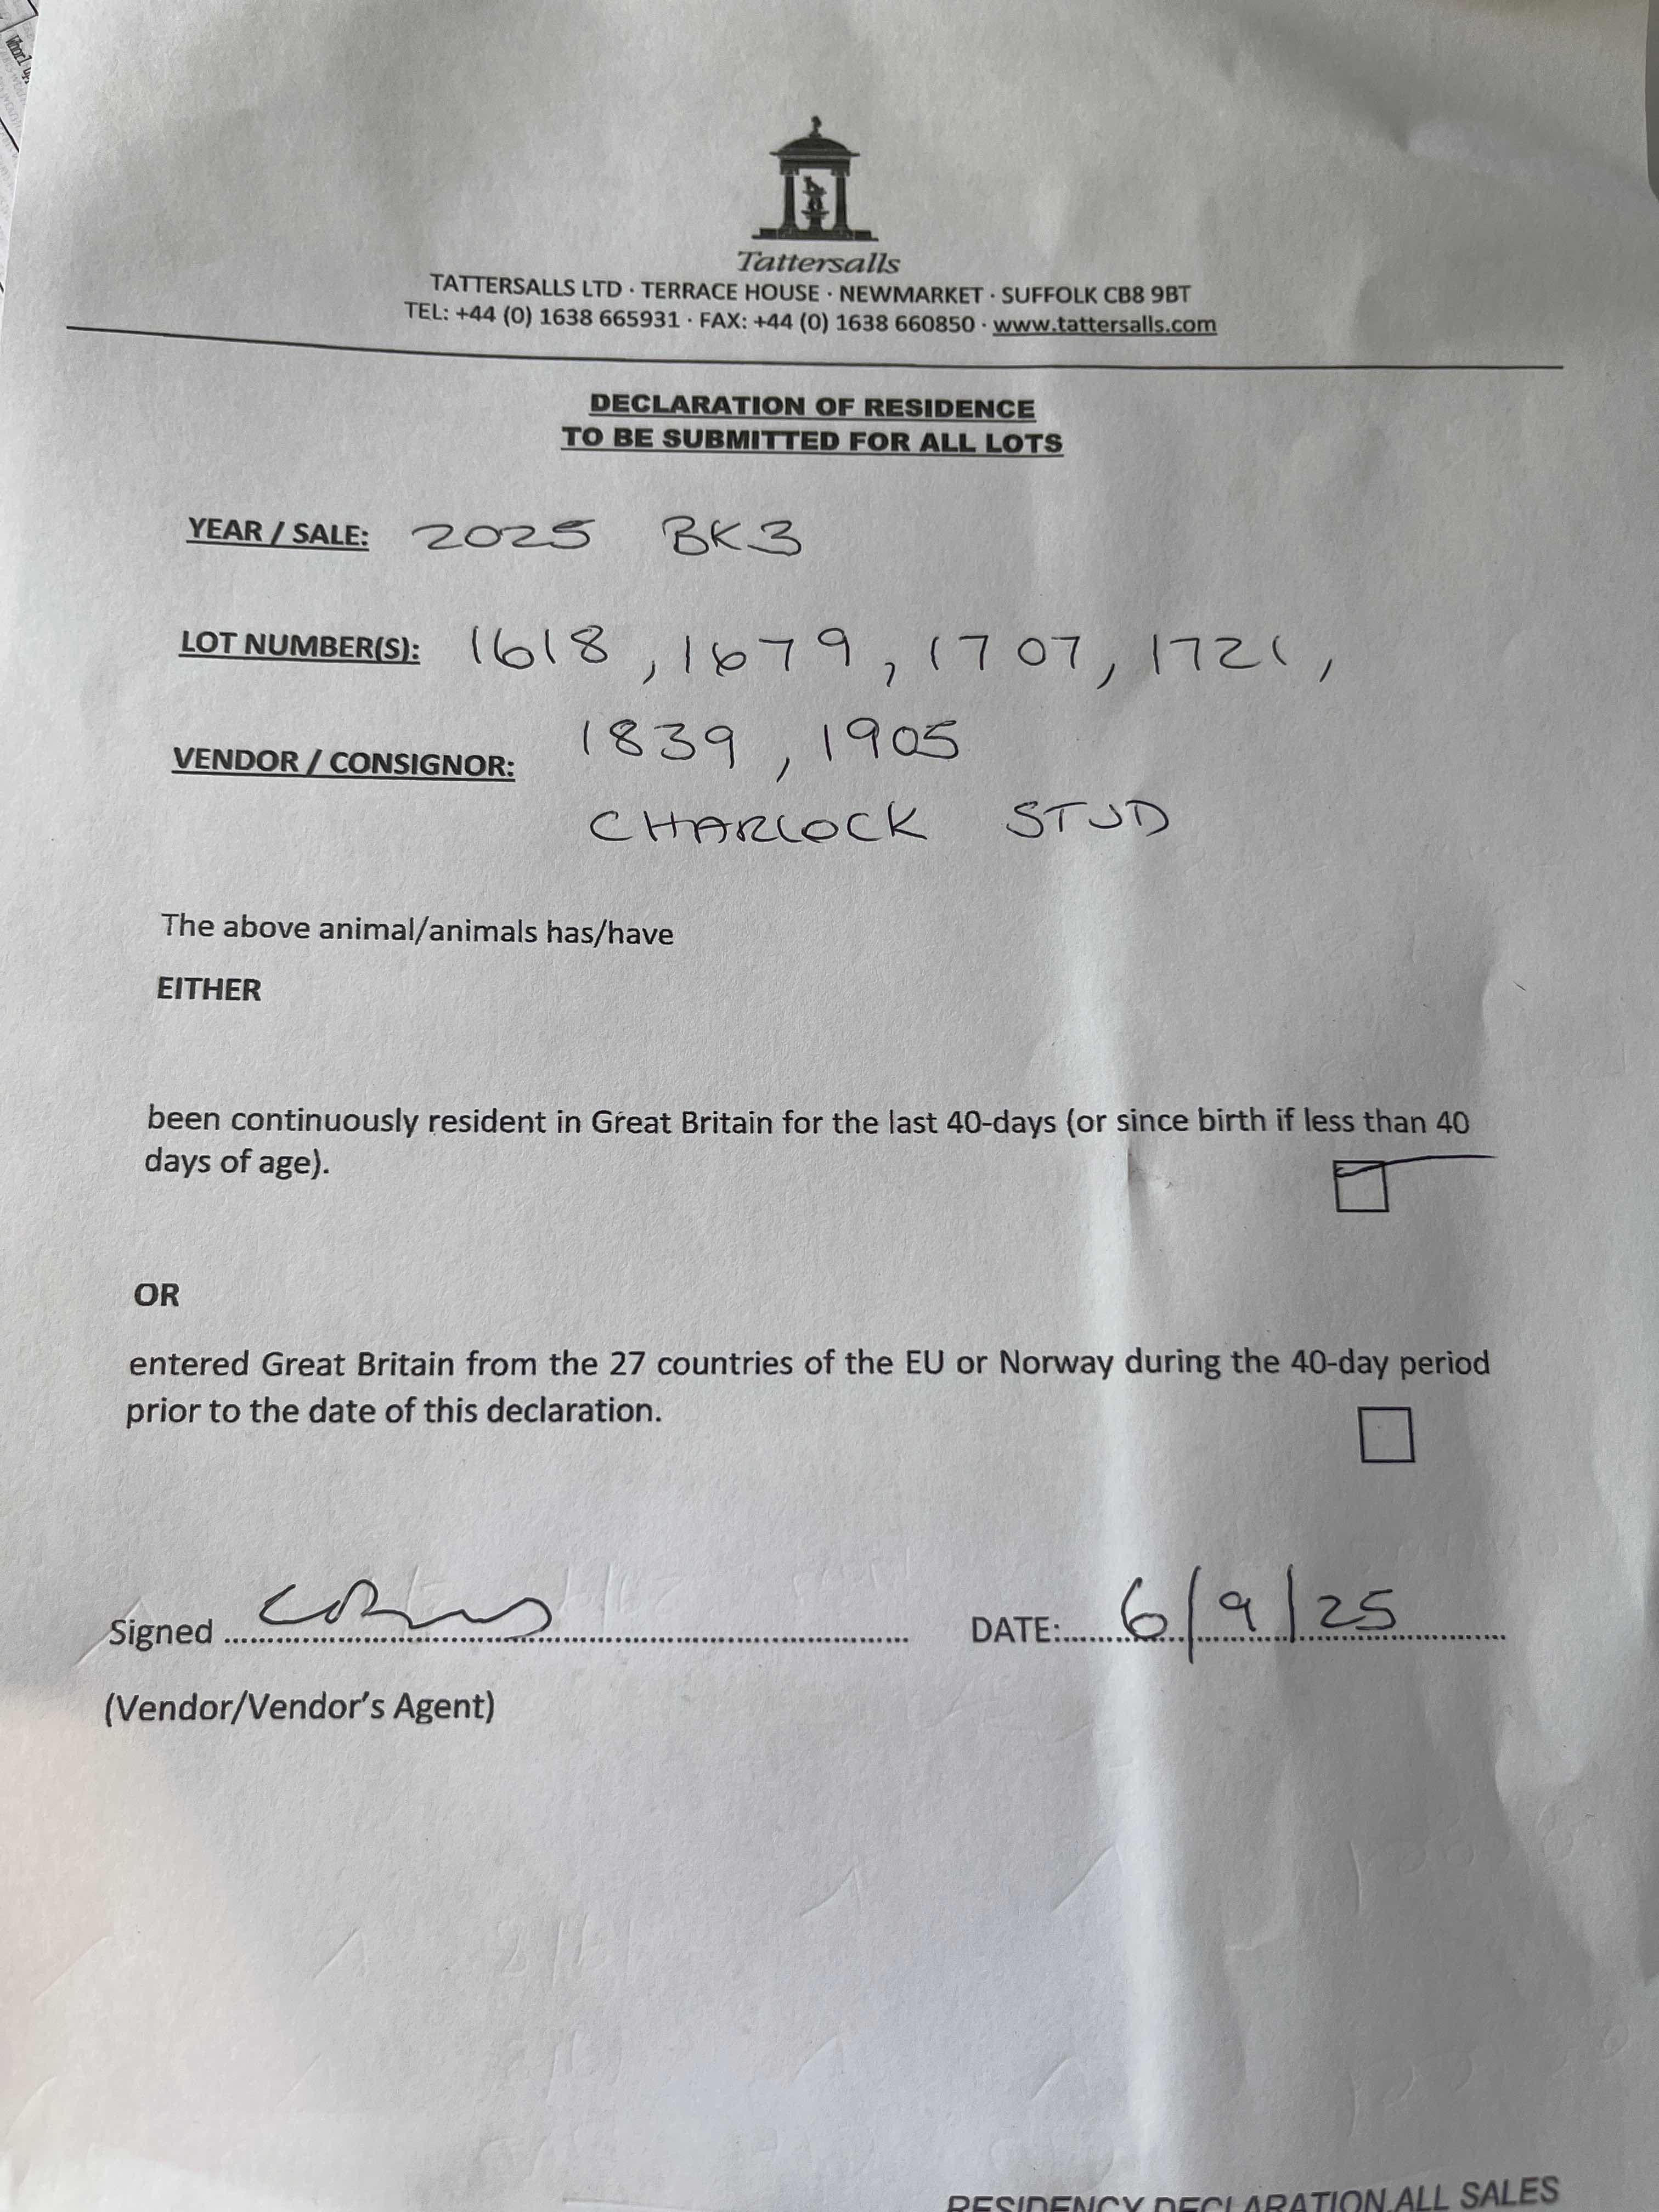 Tattersalls
TATTERSALLS LTD · TERRACE HOUSE · NEWMARKET · SUFFOLK CB8 9BT
TEL: +44 (0) 1638 665931 · FAX: +44 (0) 1638 660850 · www.tattersalls.com
DECLARATION OF RESIDENCE
TO BE SUBMITTED FOR ALL LOTS
YEAR / SALE: 2025 BK3
LOT NUMBER(S): 1618, 1679, 1707, 1721,
1839, 1905
VENDOR / CONSIGNOR:
CHARLOCK STUD
The above animal/animals has/have
EITHER
been continuously resident in Great Britain for the last 40-days (or since birth if less than 40
days of age).
OR
entered Great Britain from the 27 countries of the EU or Norway during the 40-day period
prior to the date of this declaration.
Signed DATE: 6/9/25
(Vendor/Vendor's Agent)
RESIDENCY DECLARATION.ALL SALES